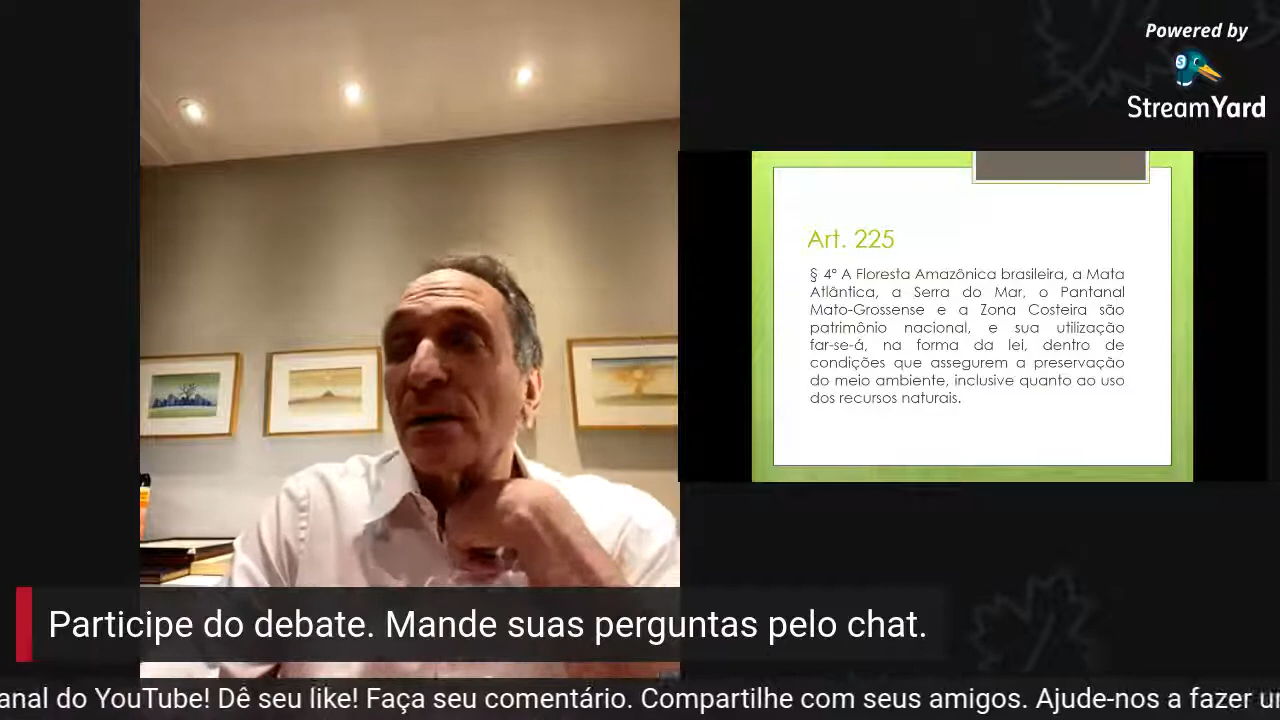 Powered by
StreamYard
Art. 225
§ 4º A Floresta Amazônica brasileira, a Mata
Atlântica, a Serra do Mar, o Pantanal
Mato-Grossense e a Zona Costeira são
patrimônio nacional, e sua utilização
far-se-á, na forma da lei, dentro de
condições que assegurem a preservação
do meio ambiente, inclusive quanto ao uso
dos recursos naturais.
Participe do debate. Mande suas perguntas pelo chat.
anal do YouTube! Dê seu like! Faça seu comentário. Compartilhe com seus amigos. Ajude-nos a fazer u